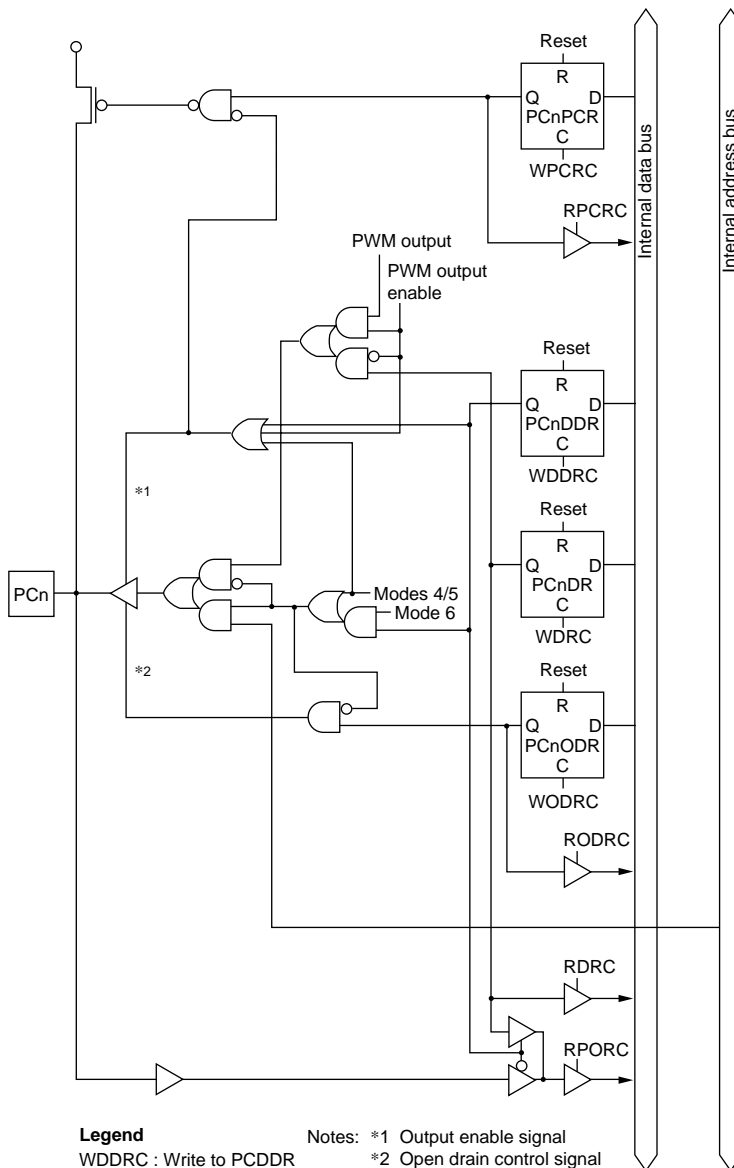 Reset
R
Q D
PCnPCR
C
WPCRC
RPCRC
Internal data bus
Internal address bus
PWM output
PWM output
enable
Reset
R
Q D
PCnDDR
C
WDDRC
*1
Reset
R
Q D
PCnDR
C
WDRC
PCn
Modes 4/5
Mode 6
*2
Reset
R
Q D
PCnODR
C
WODRC
RODRC
RDRC
RPORC
Legend
WDDRC : Write to PCDDR
Notes: *1 Output enable signal
*2 Open drain control signal